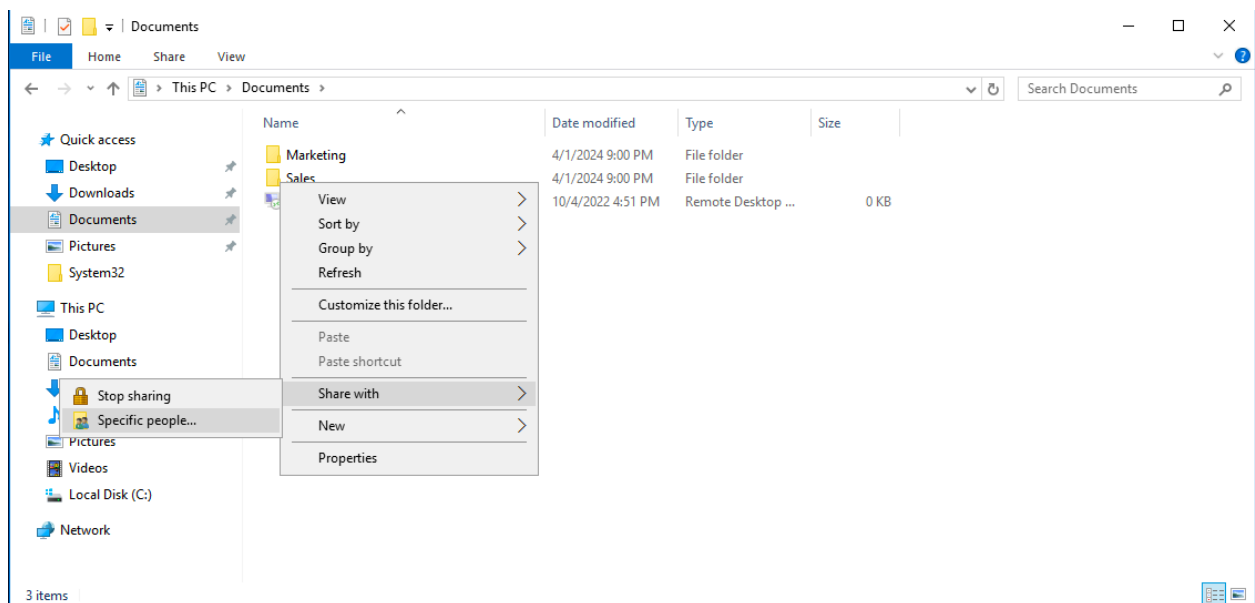 Documents
File Home Share View
This PC Documents Search Documents
Name Date modified Type Size
Quick access
Desktop
Downloads
Documents
Pictures
System32
This PC
Desktop
Documents
Pictures
Videos
Local Disk (C:)
Network
Marketing 4/1/2024 9:00 PM File folder
Sales 4/1/2024 9:00 PM File folder
10/4/2022 4:51 PM Remote Desktop ... 0 KB
View
Sort by
Group by
Refresh
Customize this folder...
Paste
Paste shortcut
Share with
New
Properties
Stop sharing
Specific people...
3 items